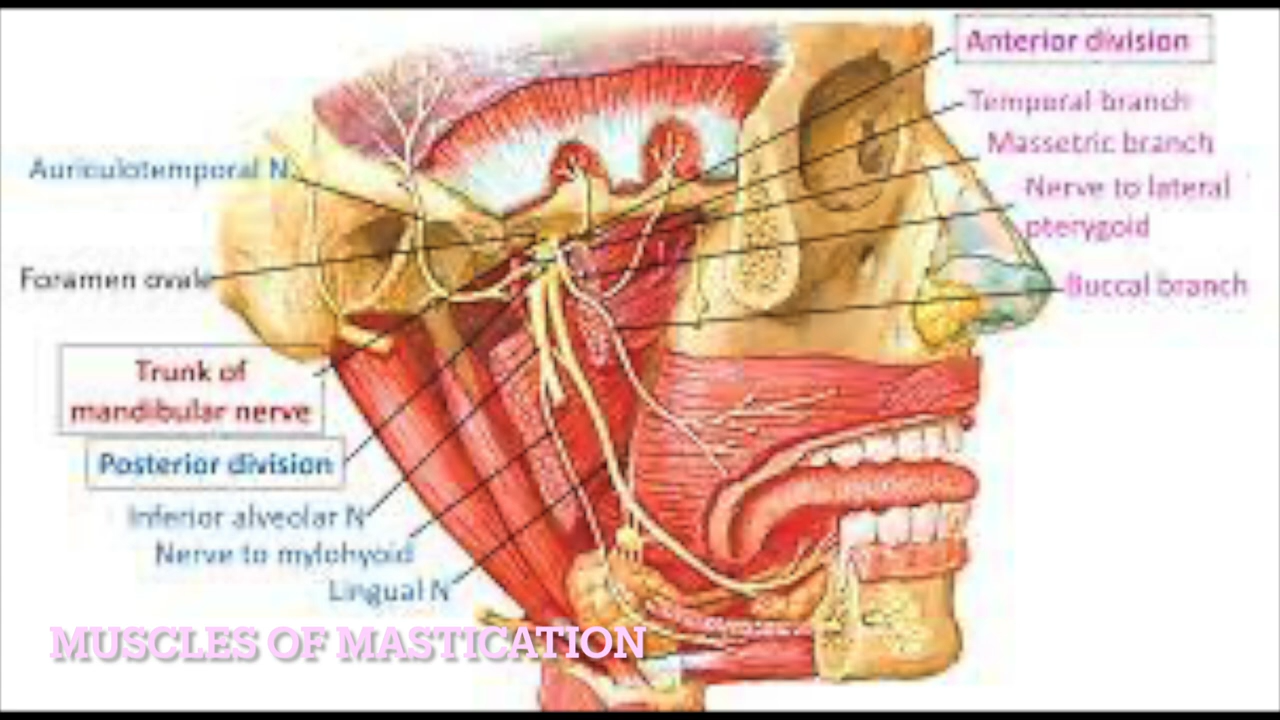 Anterior division
Temporal branch
Massetric branch
Nerve to lateral
pterygoid
Buccal branch
Auriculotemporal N.
Foramen ovale
Trunk of
mandibular nerve
Posterior division
Inferior alveolar N
Nerve to mylohyoid
Lingual N
MUSCLES OF MASTICATION